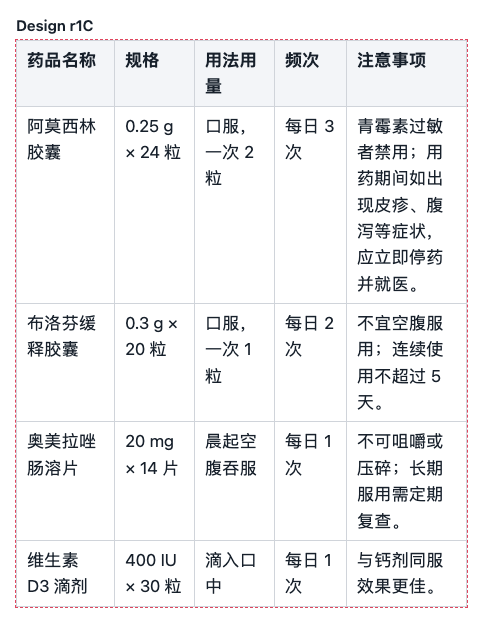 Design r1C
药品名称
规格
用法用
量
频次
注意事项
阿莫西林
胶囊
0.25 g
× 24 粒
口服，
一次 2
粒
每日 3
次
青霉素过敏
者禁用；用
药期间如出
现皮疹、腹
泻等症状，
应立即停药
并就医。
布洛芬缓
释胶囊
0.3 g ×
20 粒
口服，
一次 1
粒
每日 2
次
不宜空腹服
用；连续使
用不超过 5
天。
奥美拉唑
肠溶片
20 mg
× 14 片
晨起空
腹吞服
每日 1
次
不可咀嚼或
压碎；长期
服用需定期
复查。
维生素
D3 滴剂
400 IU
× 30 粒
滴入口
中
每日 1
次
与钙剂同服
效果更佳。